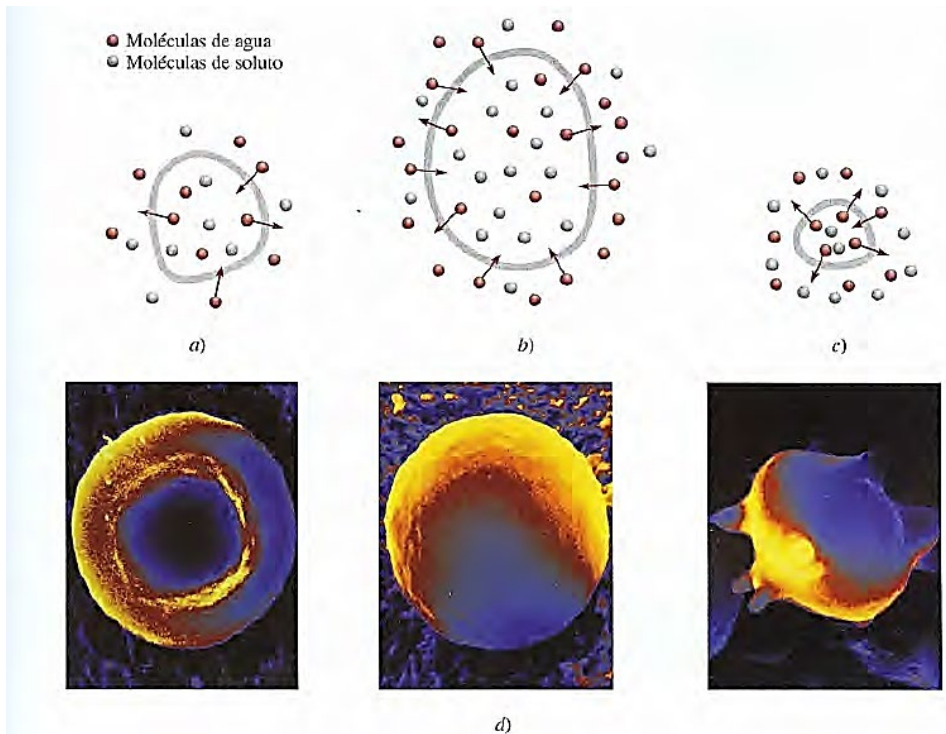 Moléculas de agua
Moléculas de soluto
a)
b)
c)
d)